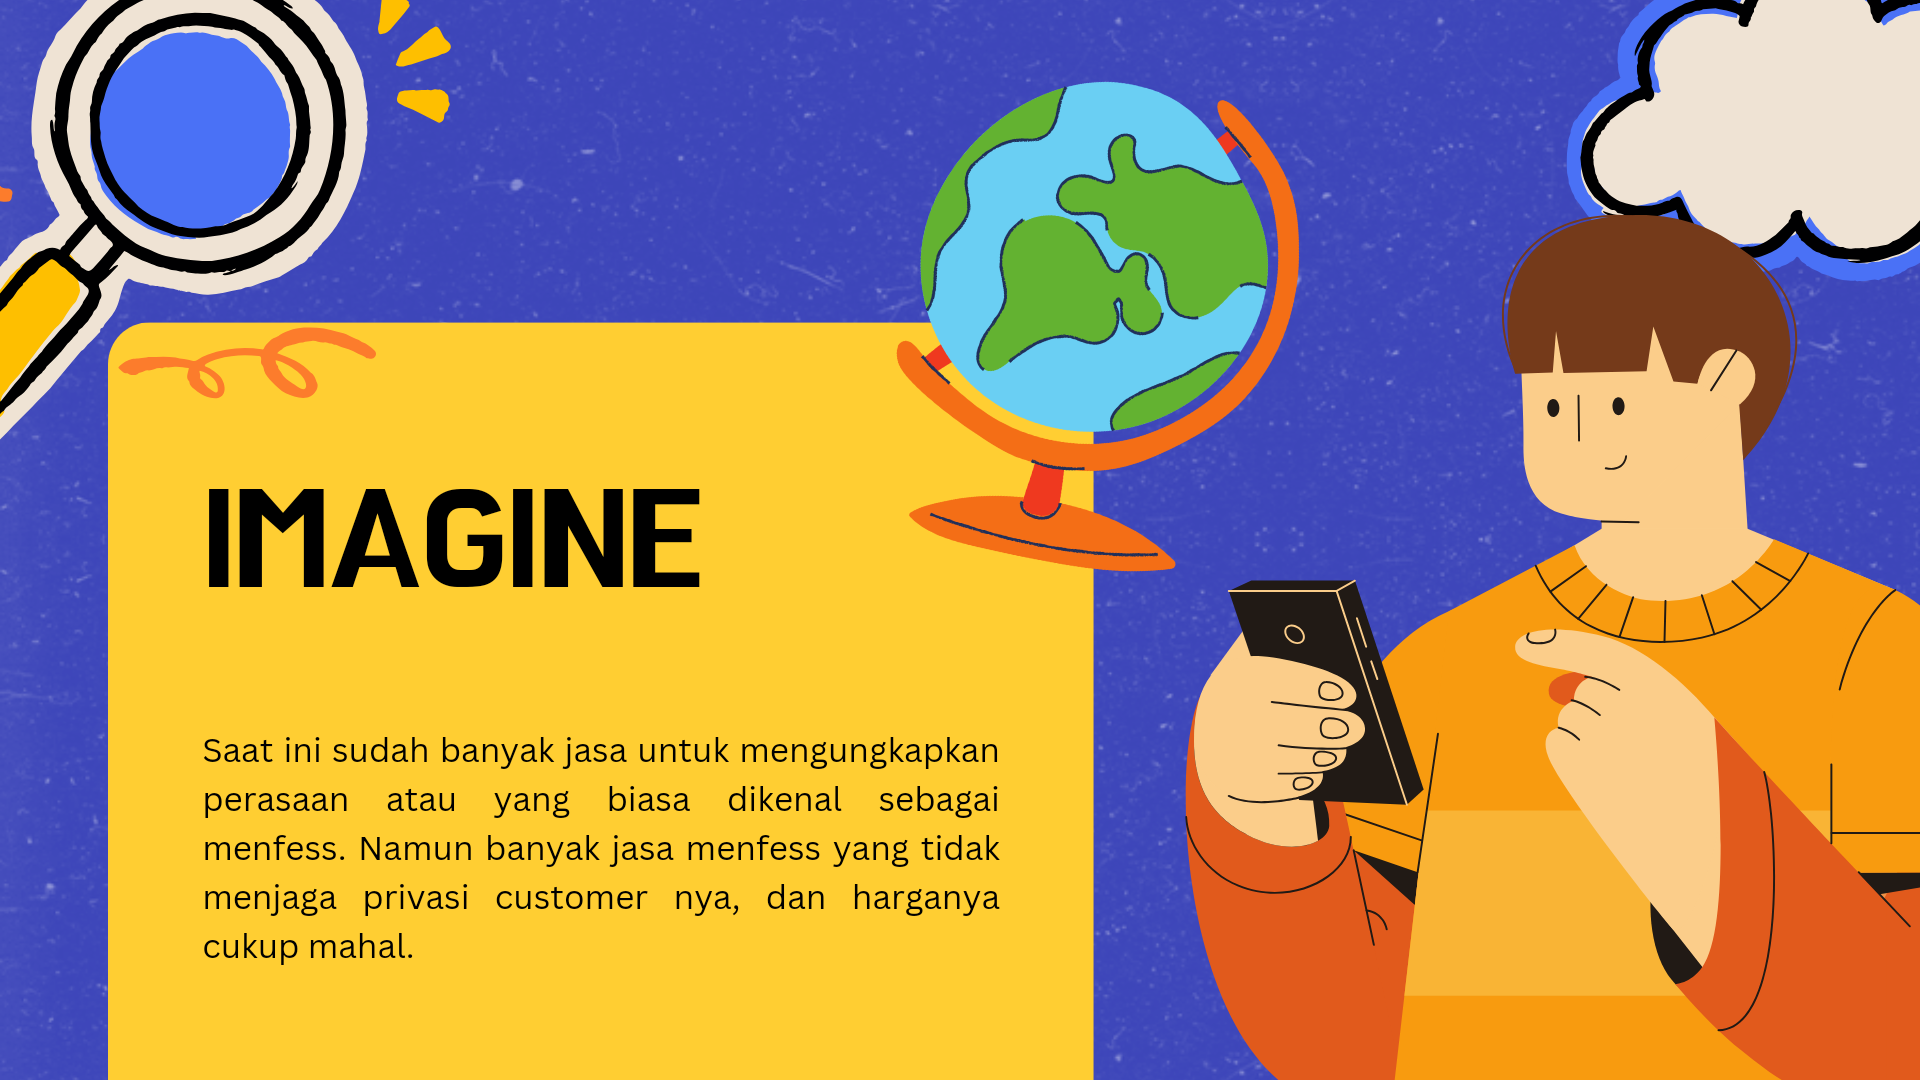 IMAGINE
Saat ini sudah banyak jasa untuk mengungkapkan
perasaan atau yang biasa dikenal sebagai
menfess. Namun banyak jasa menfess yang tidak
menjaga privasi customer nya, dan harganya
cukup mahal.